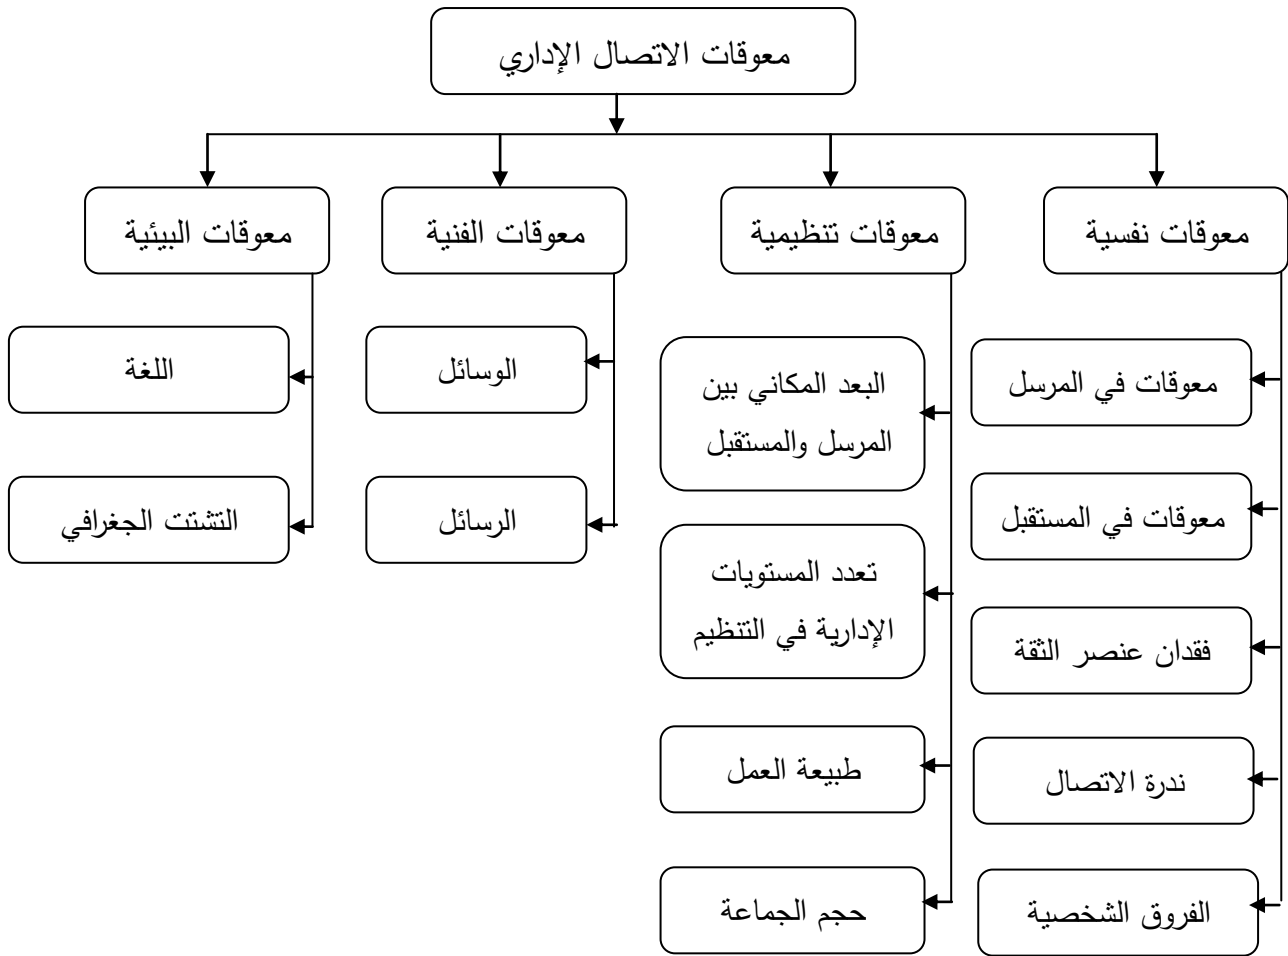 معوقات الاتصال الإداري
معوقات نفسية
معوقات تنظيمية
معوقات الفنية
معوقات البيئية
معوقات في المرسل
معوقات في المستقبل
فقدان عنصر الثقة
ندرة الاتصال
الفروق الشخصية
البعد المكاني بين
المرسل والمستقبل
تعدد المستويات
الإدارية في التنظيم
طبيعة العمل
حجم الجماعة
الوسائل
الرسائل
اللغة
التشتت الجغرافي